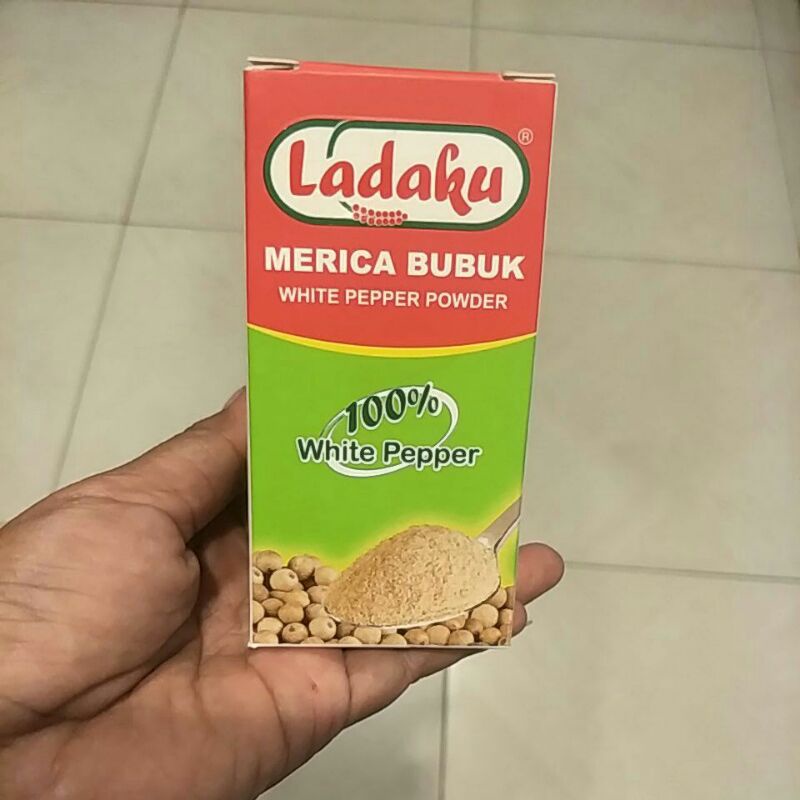 Ladaku ®
MERICA BUBUK
WHITE PEPPER POWDER
100%
White Pepper